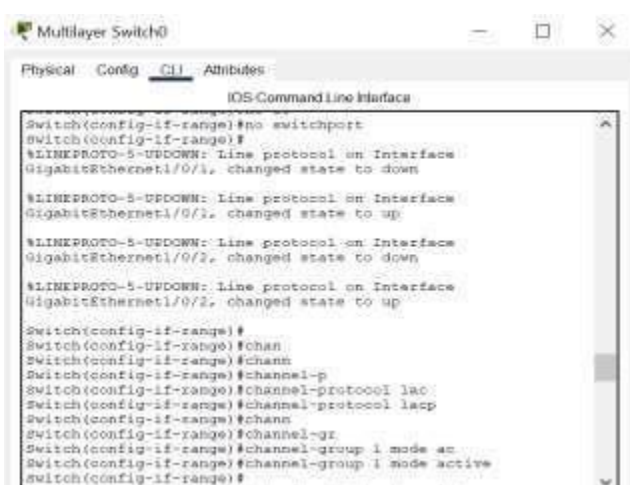 Multilayer Switch0
Physical Config CLI Attributes
IOS Command Line Interface
Switch(config-if-range)#no switchport
Switch(config-if-range)#
%LINEPROTO-5-UPDOWN: Line protocol on Interface
GigabitEthernet1/0/1, changed state to down
%LINEPROTO-5-UPDOWN: Line protocol on Interface
GigabitEthernet1/0/1, changed state to up
%LINEPROTO-5-UPDOWN: Line protocol on Interface
GigabitEthernet1/0/2, changed state to down
%LINEPROTO-5-UPDOWN: Line protocol on Interface
GigabitEthernet1/0/2, changed state to up
Switch(config-if-range)#
Switch(config-if-range)#chan
Switch(config-if-range)#chann
Switch(config-if-range)#channel-p
Switch(config-if-range)#channel-protocol lac
Switch(config-if-range)#channel-protocol lacp
Switch(config-if-range)#chann
Switch(config-if-range)#channel-gr
Switch(config-if-range)#channel-group 1 mode ac
Switch(config-if-range)#channel-group 1 mode active
Switch(config-if-range)#